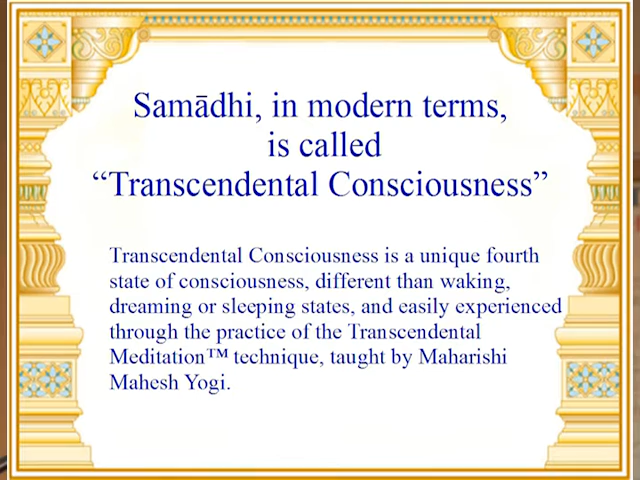 Samādhi, in modern terms,
is called
“Transcendental Consciousness”
Transcendental Consciousness is a unique fourth
state of consciousness, different than waking,
dreaming or sleeping states, and easily experienced
through the practice of the Transcendental
Meditation™ technique, taught by Maharishi
Mahesh Yogi.